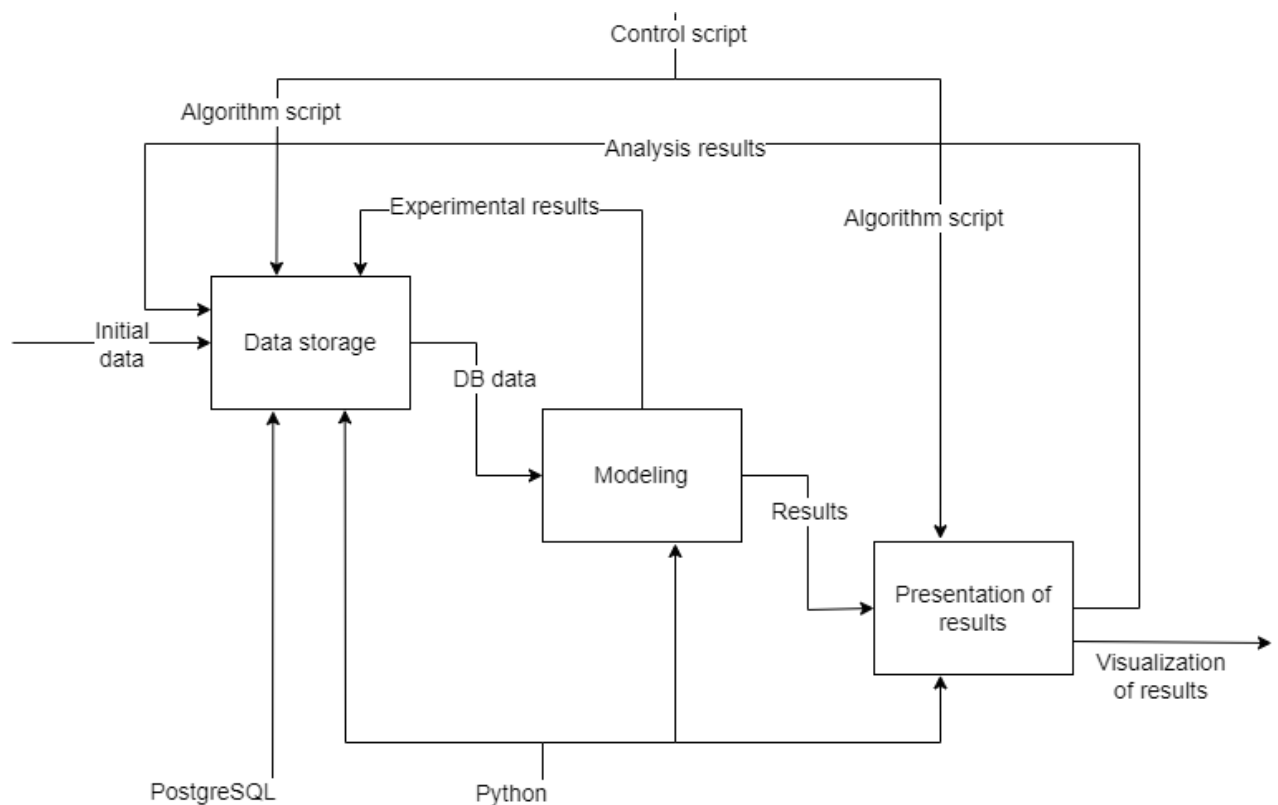 Control script
Algorithm script
Analysis results
Experimental results
Algorithm script
Initial
data
Data storage
DB data
Modeling
Results
Presentation of
results
Visualization
of results
PostgreSQL
Python